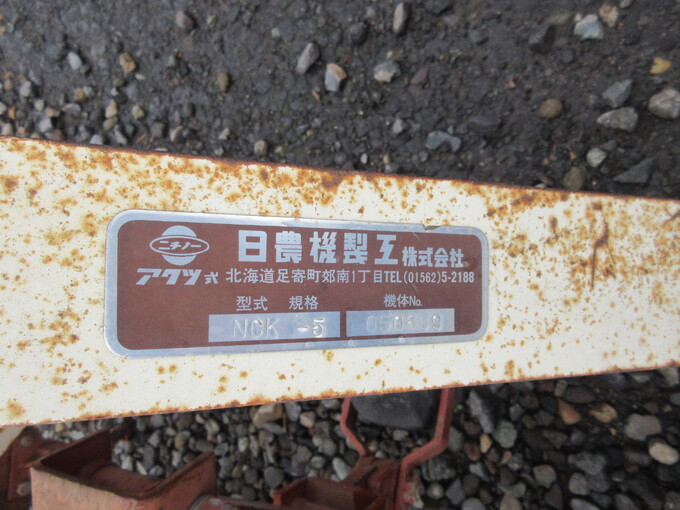 ニチノー
日農機製工株式会社
アクツ式 北海道足寄町郊南1丁目TEL(01562)5-2188
型式 規格 機体No.
NCK -5